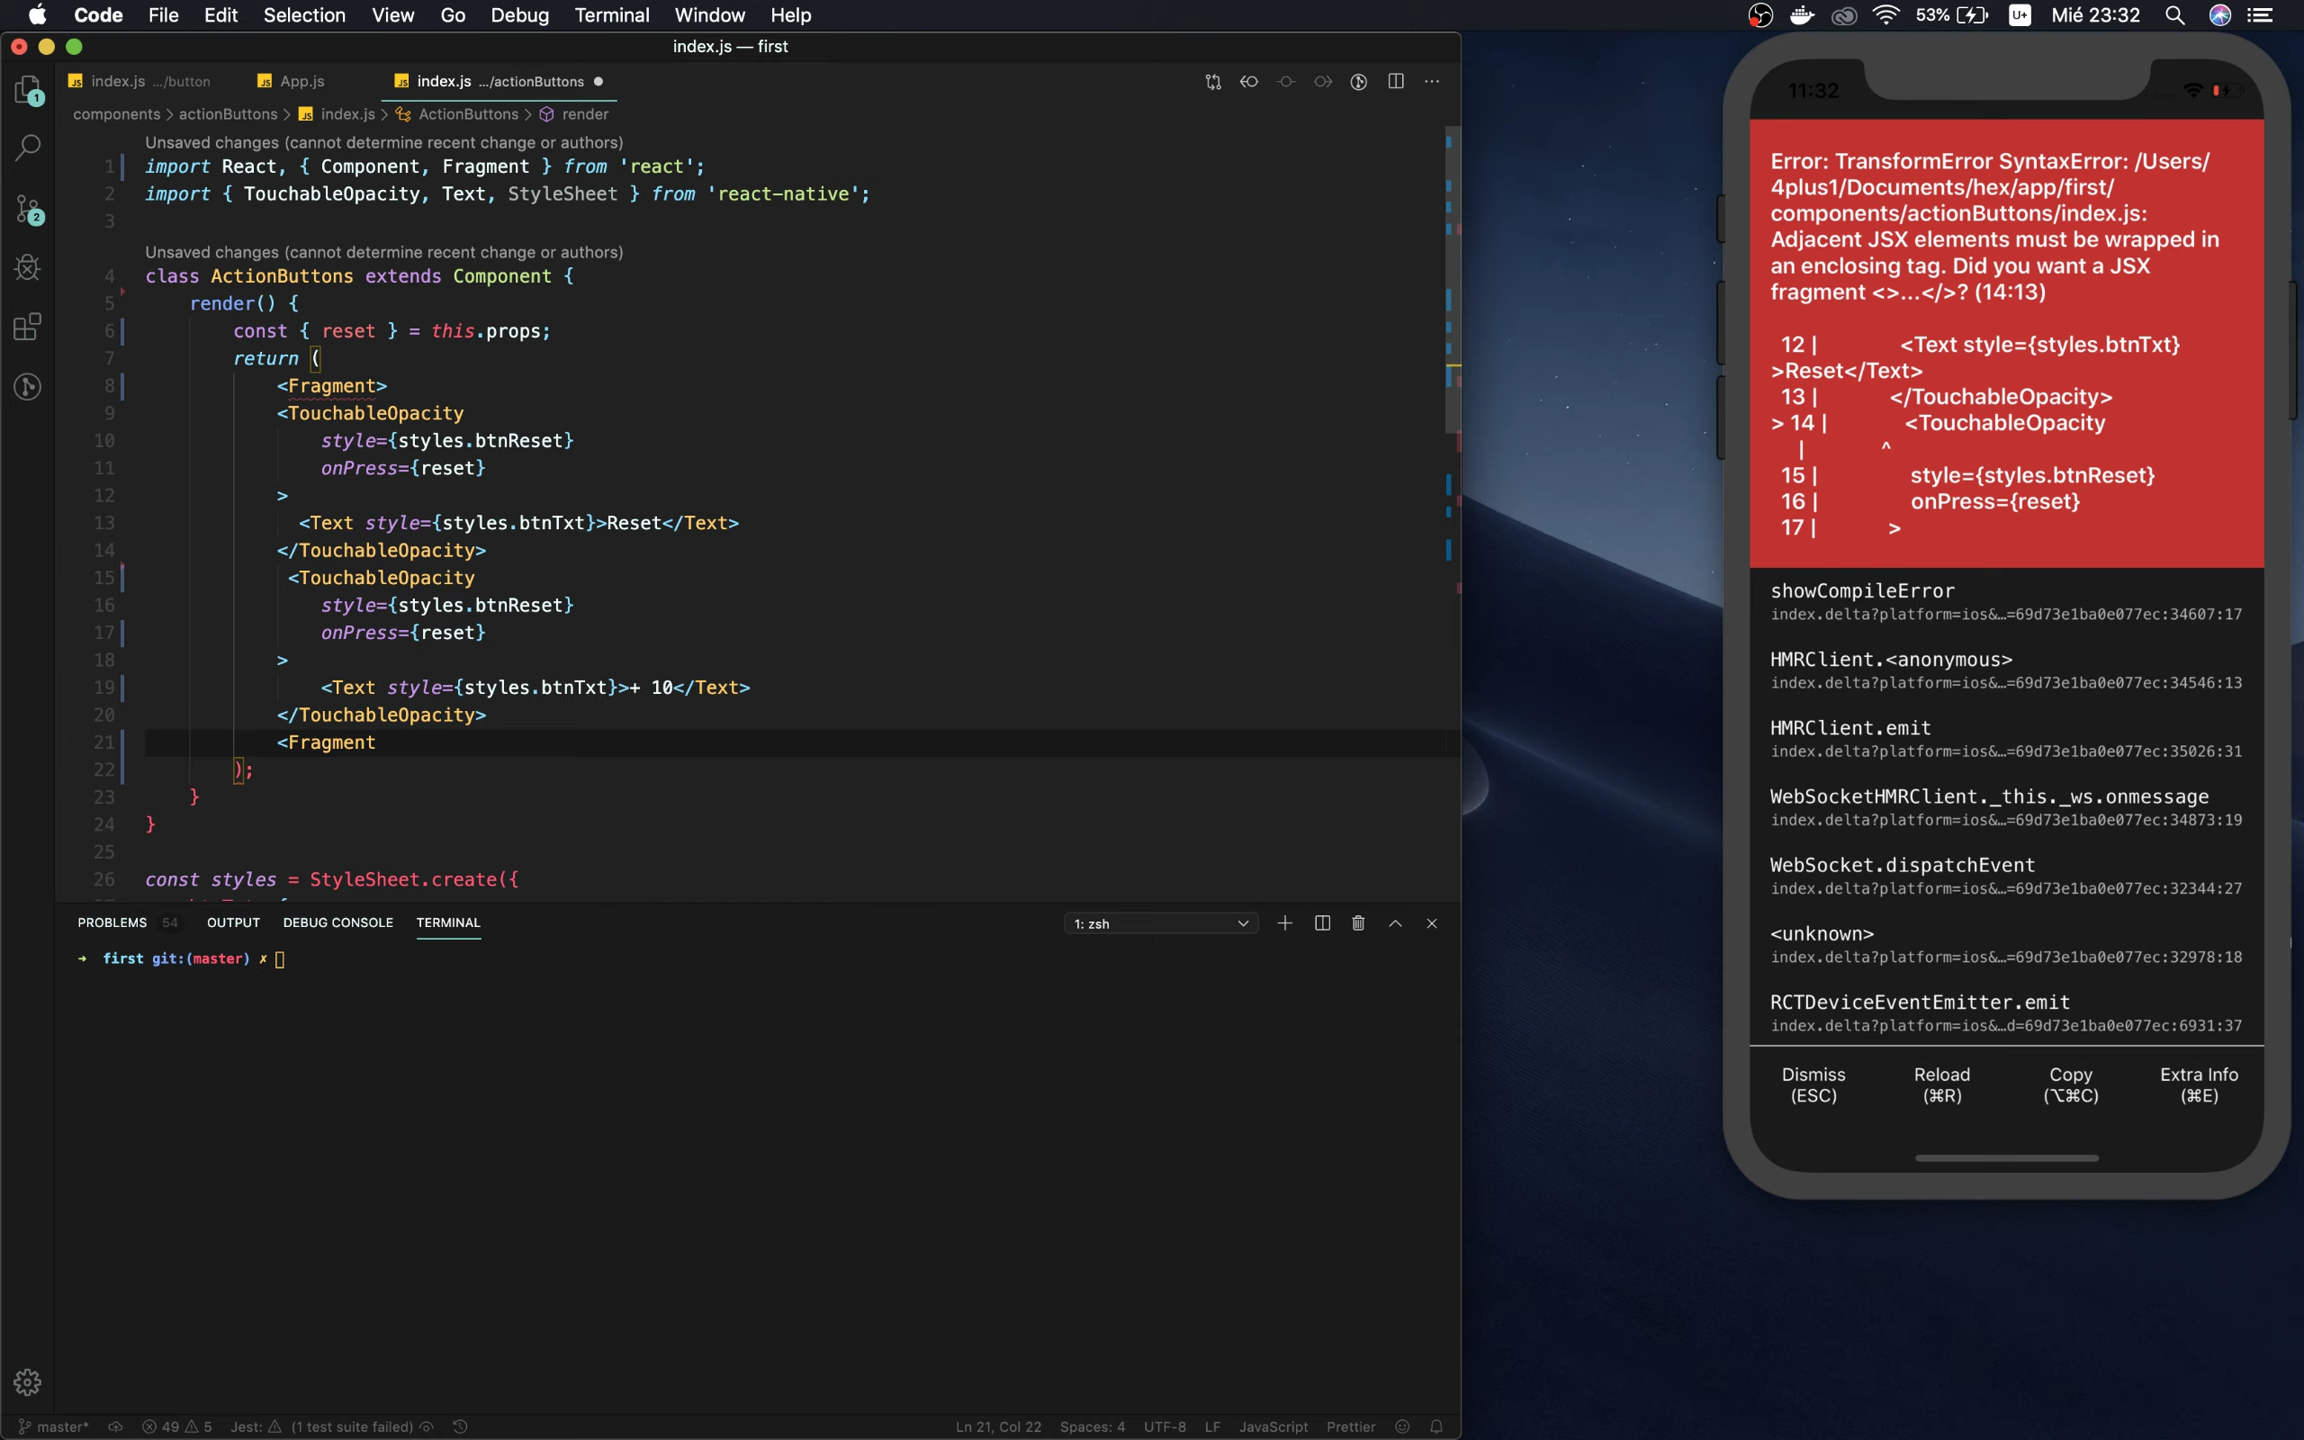 Code File Edit Selection View Go Debug Terminal Window Help
53% U+ Mié 23:32
index.js — first
JS index.js .../button
JS App.js
JS index.js .../actionButtons
components > actionButtons > JS index.js > ActionButtons > render
1
2
Unsaved changes (cannot determine recent change or authors)
1 import React, { Component, Fragment } from 'react';
2 import { TouchableOpacity, Text, StyleSheet } from 'react-native';
3
Unsaved changes (cannot determine recent change or authors)
4 class ActionButtons extends Component {
5 render() {
6 const { reset } = this.props;
7 return (
8 <Fragment>
9 <TouchableOpacity
10 style={styles.btnReset}
11 onPress={reset}
12 >
13 <Text style={styles.btnTxt}>Reset</Text>
14 </TouchableOpacity>
15 <TouchableOpacity
16 style={styles.btnReset}
17 onPress={reset}
18 >
19 <Text style={styles.btnTxt}>+ 10</Text>
20 </TouchableOpacity>
21 <Fragment
22 );
23 }
24 }
25
26 const styles = StyleSheet.create({
PROBLEMS 54 OUTPUT DEBUG CONSOLE TERMINAL
1: zsh
→ first git:(master) ✗
master* 49 5 Jest: (1 test suite failed)
Ln 21, Col 22 Spaces: 4 UTF-8 LF JavaScript Prettier
11:32
Error: TransformError SyntaxError: /Users/
4plus1/Documents/hex/app/first/
components/actionButtons/index.js:
Adjacent JSX elements must be wrapped in
an enclosing tag. Did you want a JSX
fragment <>...</>? (14:13)
12 | <Text style={styles.btnTxt}
>Reset</Text>
13 | </TouchableOpacity>
> 14 | <TouchableOpacity
| ^
15 | style={styles.btnReset}
16 | onPress={reset}
17 | >
showCompileError
index.delta?platform=ios&…=69d73e1ba0e077ec:34607:17
HMRClient.<anonymous>
index.delta?platform=ios&…=69d73e1ba0e077ec:34546:13
HMRClient.emit
index.delta?platform=ios&…=69d73e1ba0e077ec:35026:31
WebSocketHMRClient._this._ws.onmessage
index.delta?platform=ios&…=69d73e1ba0e077ec:34873:19
WebSocket.dispatchEvent
index.delta?platform=ios&…=69d73e1ba0e077ec:32344:27
<unknown>
index.delta?platform=ios&…=69d73e1ba0e077ec:32978:18
RCTDeviceEventEmitter.emit
index.delta?platform=ios&…d=69d73e1ba0e077ec:6931:37
Dismiss Reload Copy Extra Info
(ESC) (⌘R) (⌥⌘C) (⌘E)